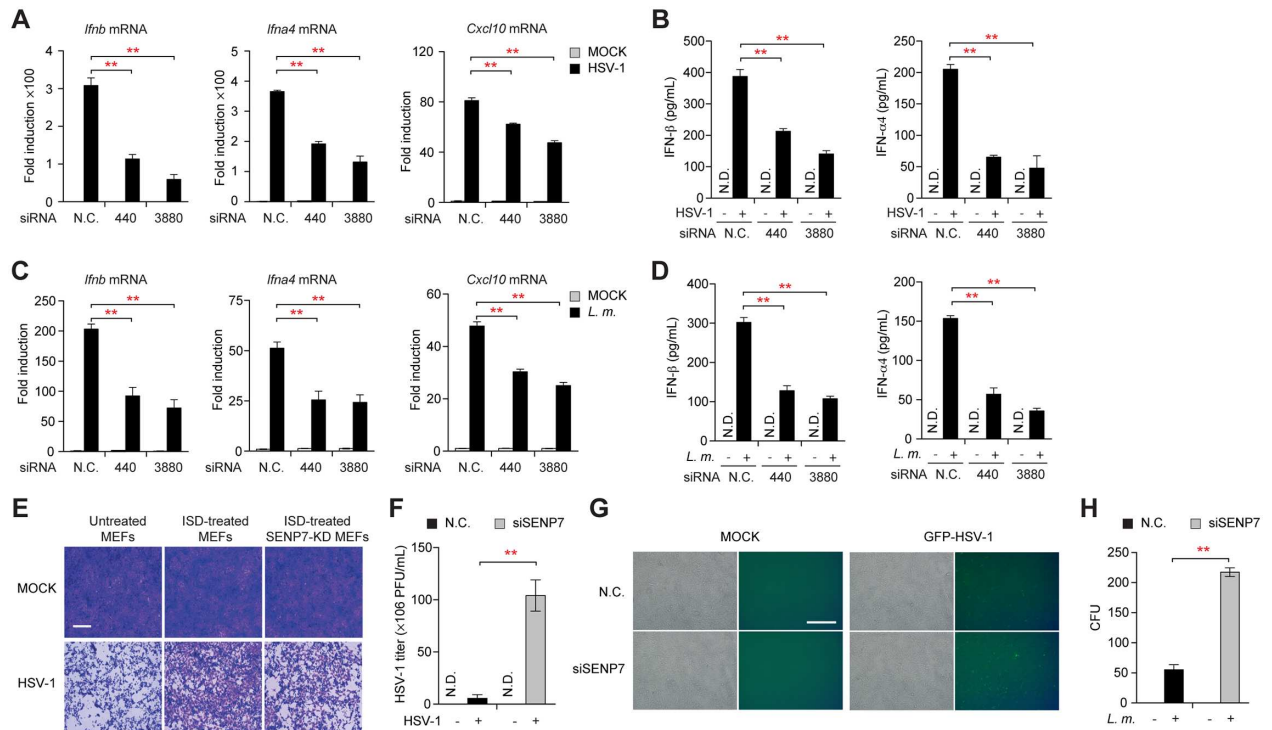 A
Ifnb mRNA
Fold induction ×100
4
3
2
1
0
**
**
siRNA N.C. 440 3880
Ifna4 mRNA
Fold induction ×100
5
4
3
2
1
0
**
**
N.C. 440 3880
Cxcl10 mRNA
Fold induction
120
80
40
0
**
**
N.C. 440 3880
MOCK
HSV-1
B
IFN-β (pg/mL)
500
400
300
200
100
0
**
**
N.D. N.D. N.D.
HSV-1 - + - + - +
siRNA N.C. 440 3880
IFN-α4 (pg/mL)
250
200
150
100
50
0
**
**
N.D. N.D. N.D.
HSV-1 - + - + - +
siRNA N.C. 440 3880
C
Ifnb mRNA
Fold induction
250
200
150
100
50
0
**
**
siRNA N.C. 440 3880
Ifna4 mRNA
Fold induction
75
50
25
0
**
**
N.C. 440 3880
Cxcl10 mRNA
Fold induction
60
40
20
0
**
**
N.C. 440 3880
MOCK
L. m.
D
IFN-β (pg/mL)
400
300
200
100
0
**
**
N.D. N.D. N.D.
L. m. - + - + - +
siRNA N.C. 440 3880
IFN-α4 (pg/mL)
200
150
100
50
0
**
**
N.D. N.D. N.D.
L. m. - + - + - +
siRNA N.C. 440 3880
E
Untreated MEFs
ISD-treated MEFs
ISD-treated SENP7-KD MEFs
MOCK
HSV-1
F
N.C. siSENP7
HSV-1 titer (×106 PFU/mL)
150
125
100
75
50
25
0
**
N.D. N.D.
HSV-1 - + - +
G
MOCK GFP-HSV-1
N.C.
siSENP7
H
N.C.
siSENP7
CFU
250
200
150
100
50
0
**
L. m. - + - +